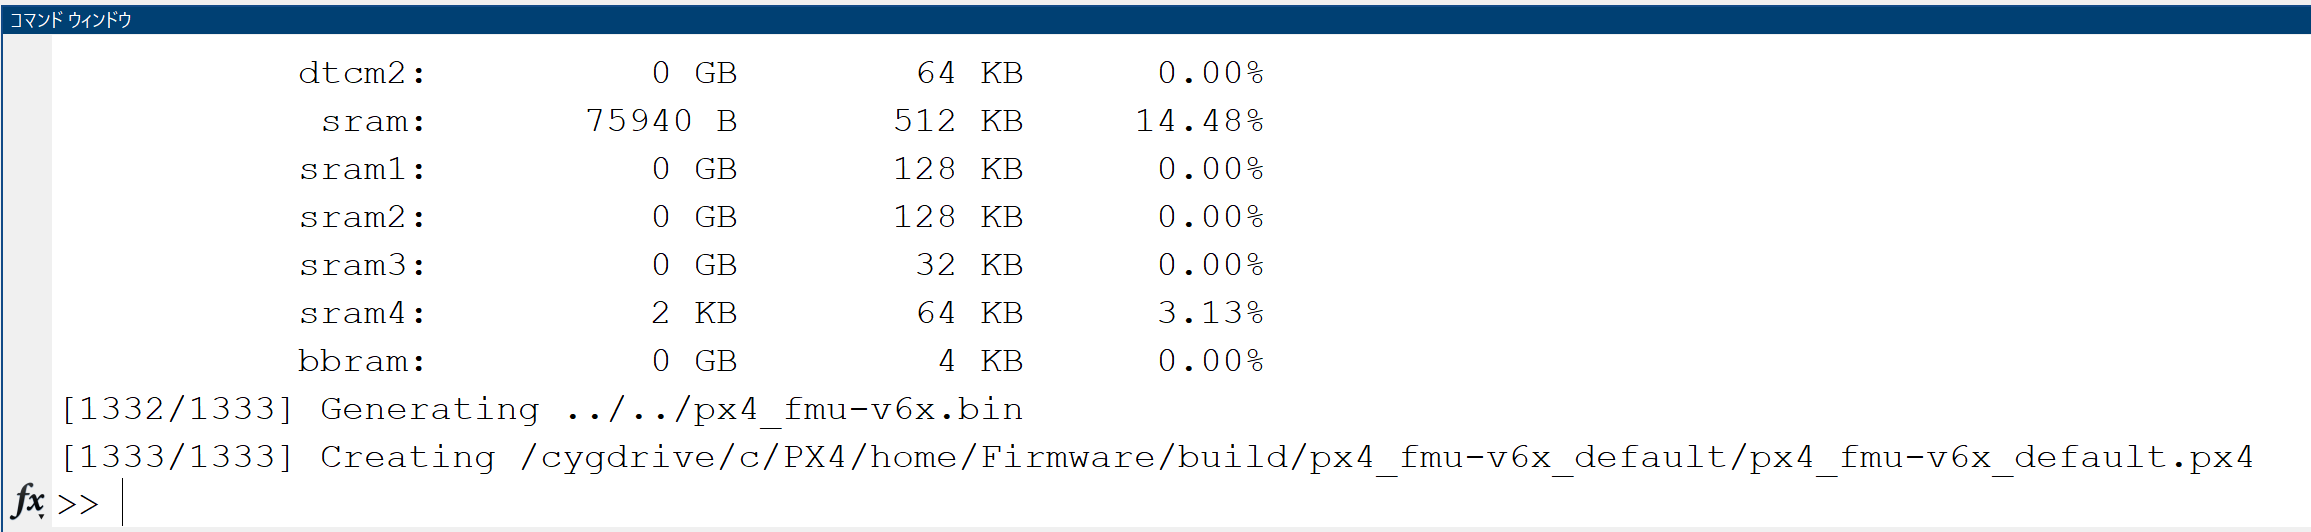 コマンド ウィンドウ
dtcm2: 0 GB 64 KB 0.00%
sram: 75940 B 512 KB 14.48%
sram1: 0 GB 128 KB 0.00%
sram2: 0 GB 128 KB 0.00%
sram3: 0 GB 32 KB 0.00%
sram4: 2 KB 64 KB 3.13%
bbram: 0 GB 4 KB 0.00%
[1332/1333] Generating ../../px4_fmu-v6x.bin
[1333/1333] Creating /cygdrive/c/PX4/home/Firmware/build/px4_fmu-v6x_default/px4_fmu-v6x_default.px4
fx >>